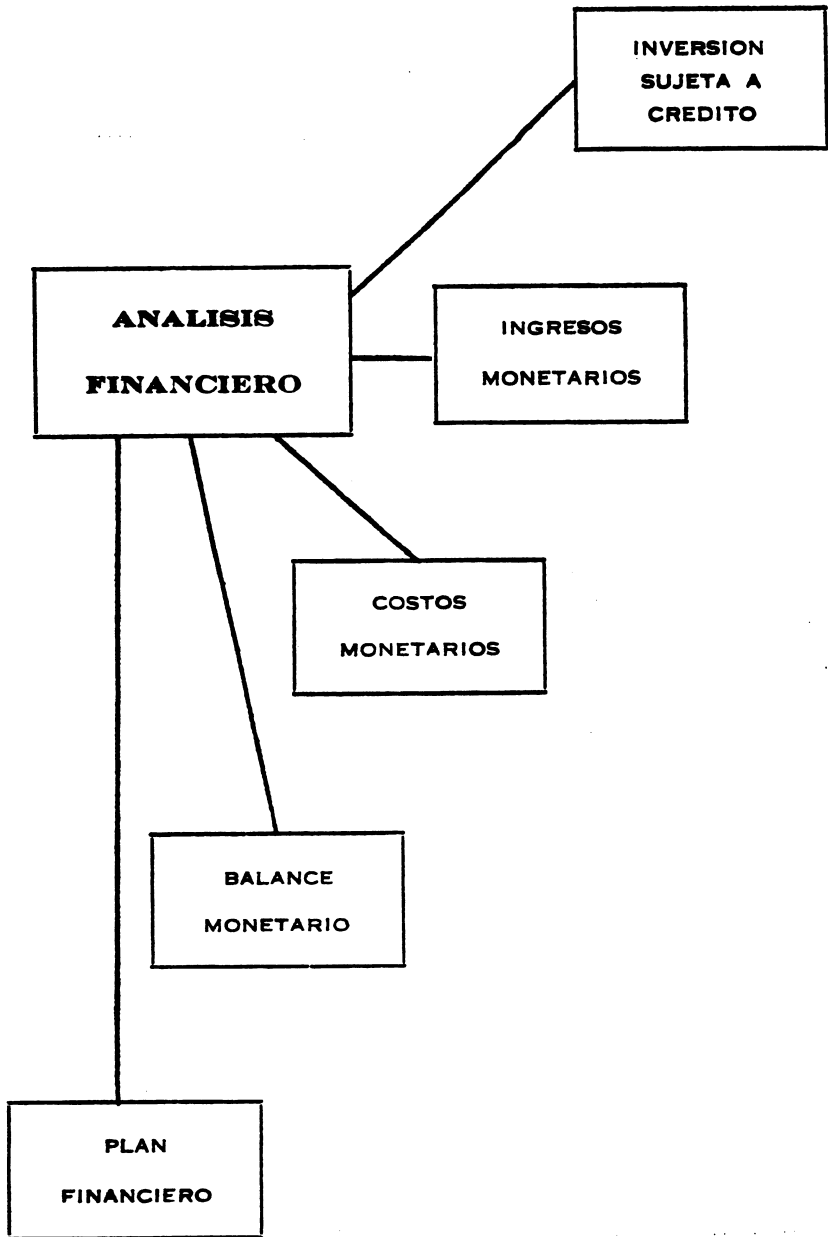 INVERSION
SUJETA A
CREDITO
ANALISIS
FINANCIERO
INGRESOS
MONETARIOS
COSTOS
MONETARIOS
BALANCE
MONETARIO
PLAN
FINANCIERO